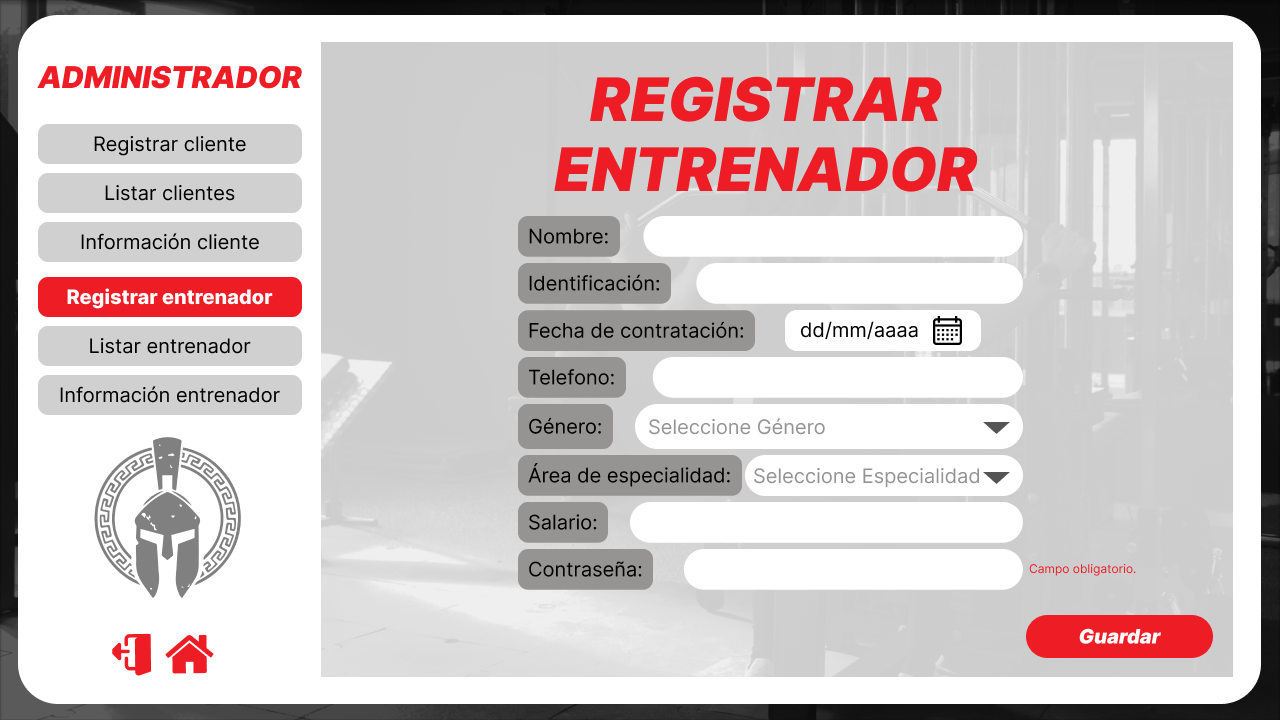 ADMINISTRADOR
Registrar cliente
Listar clientes
Información cliente
Registrar entrenador
Listar entrenador
Información entrenador
REGISTRAR
ENTRENADOR
Nombre:
Identificación:
Fecha de contratación: dd/mm/aaaa
Telefono:
Género: Seleccione Género
Área de especialidad: Seleccione Especialidad
Salario:
Contraseña: Campo obligatorio.
Guardar